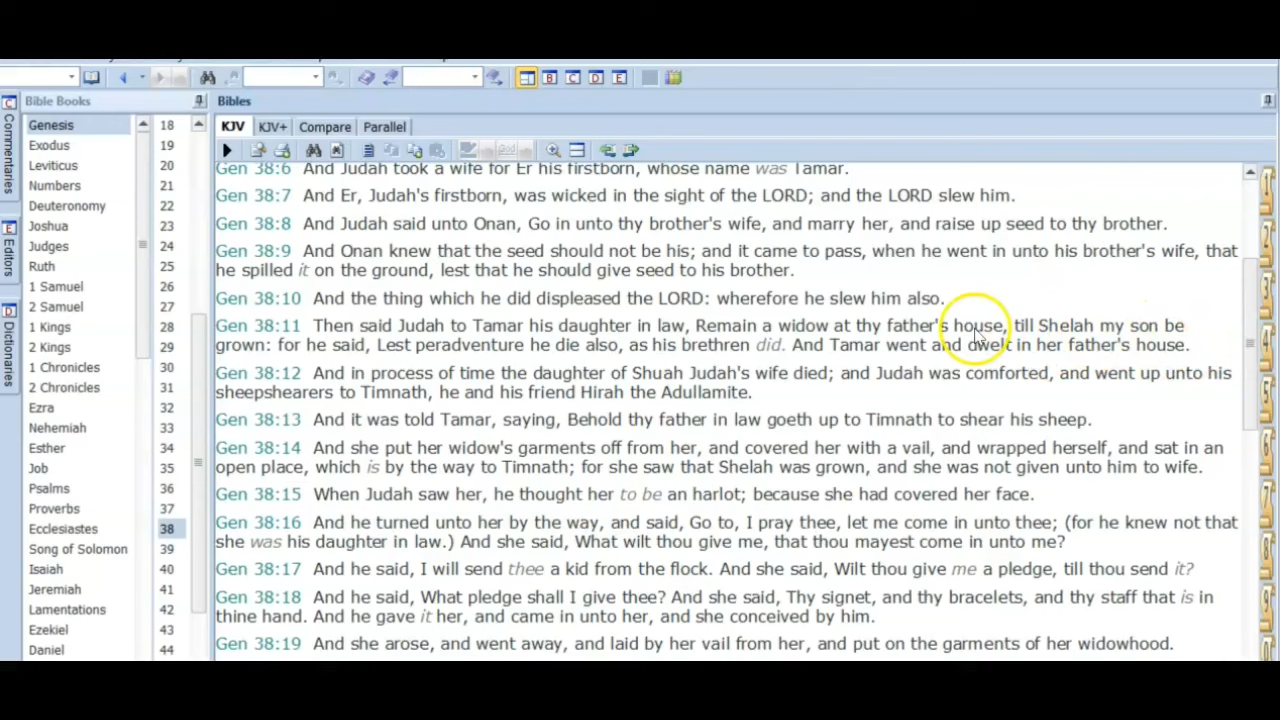 Bible Books
Bibles
KJV
KJV+
Compare
Parallel
Commentaries
Editors
Dictionaries
B
C
D
E
Genesis
Exodus
Leviticus
Numbers
Deuteronomy
Joshua
Judges
Ruth
1 Samuel
2 Samuel
1 Kings
2 Kings
1 Chronicles
2 Chronicles
Ezra
Nehemiah
Esther
Job
Psalms
Proverbs
Ecclesiastes
Song of Solomon
Isaiah
Jeremiah
Lamentations
Ezekiel
Daniel
18
19
20
21
22
23
24
25
26
27
28
29
30
31
32
33
34
35
36
37
38
39
40
41
42
43
44
Gen 38:6 And Judah took a wife for Er his firstborn, whose name was Tamar.
Gen 38:7 And Er, Judah's firstborn, was wicked in the sight of the LORD; and the LORD slew him.
Gen 38:8 And Judah said unto Onan, Go in unto thy brother's wife, and marry her, and raise up seed to thy brother.
Gen 38:9 And Onan knew that the seed should not be his; and it came to pass, when he went in unto his brother's wife, that
he spilled it on the ground, lest that he should give seed to his brother.
Gen 38:10 And the thing which he did displeased the LORD: wherefore he slew him also.
Gen 38:11 Then said Judah to Tamar his daughter in law, Remain a widow at thy father's house, till Shelah my son be
grown: for he said, Lest peradventure he die also, as his brethren did. And Tamar went and dwelt in her father's house.
Gen 38:12 And in process of time the daughter of Shuah Judah's wife died; and Judah was comforted, and went up unto his
sheepshearers to Timnath, he and his friend Hirah the Adullamite.
Gen 38:13 And it was told Tamar, saying, Behold thy father in law goeth up to Timnath to shear his sheep.
Gen 38:14 And she put her widow's garments off from her, and covered her with a vail, and wrapped herself, and sat in an
open place, which is by the way to Timnath; for she saw that Shelah was grown, and she was not given unto him to wife.
Gen 38:15 When Judah saw her, he thought her to be an harlot; because she had covered her face.
Gen 38:16 And he turned unto her by the way, and said, Go to, I pray thee, let me come in unto thee; (for he knew not that
she was his daughter in law.) And she said, What wilt thou give me, that thou mayest come in unto me?
Gen 38:17 And he said, I will send thee a kid from the flock. And she said, Wilt thou give me a pledge, till thou send it?
Gen 38:18 And he said, What pledge shall I give thee? And she said, Thy signet, and thy bracelets, and thy staff that is in
thine hand. And he gave it her, and came in unto her, and she conceived by him.
Gen 38:19 And she arose, and went away, and laid by her vail from her, and put on the garments of her widowhood.